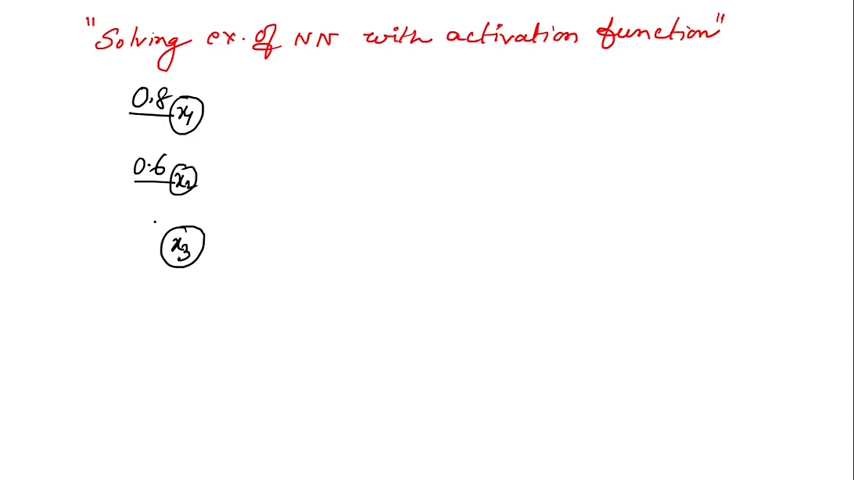 "Solving ex. of NN with activation function"
0.8 x1
0.6 x2
x3